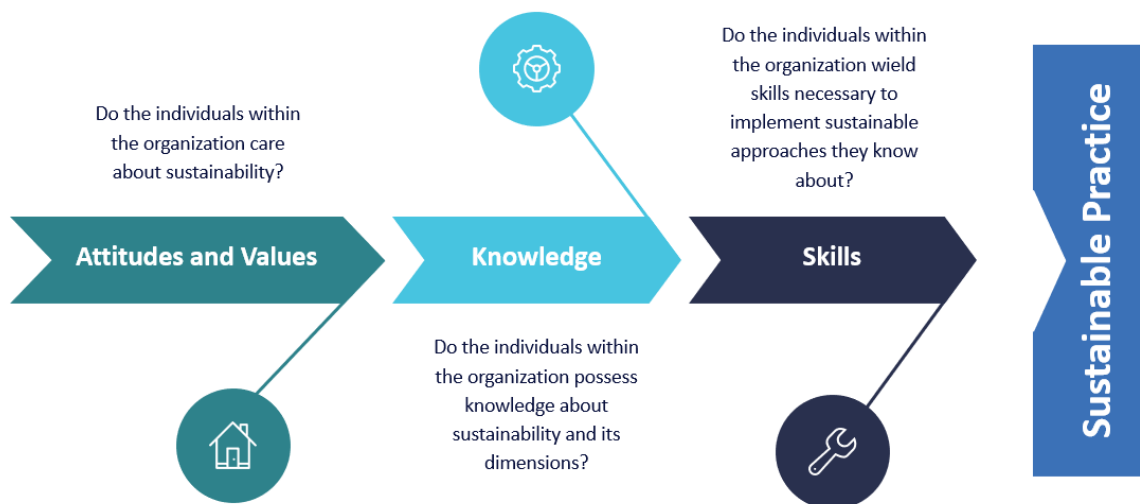 Do the individuals within
the organization care
about sustainability?
Attitudes and Values
Knowledge
Do the individuals within
the organization possess
knowledge about
sustainability and its
dimensions?
Do the individuals within
the organization wield
skills necessary to
implement sustainable
approaches they know
about?
Skills
Sustainable Practice